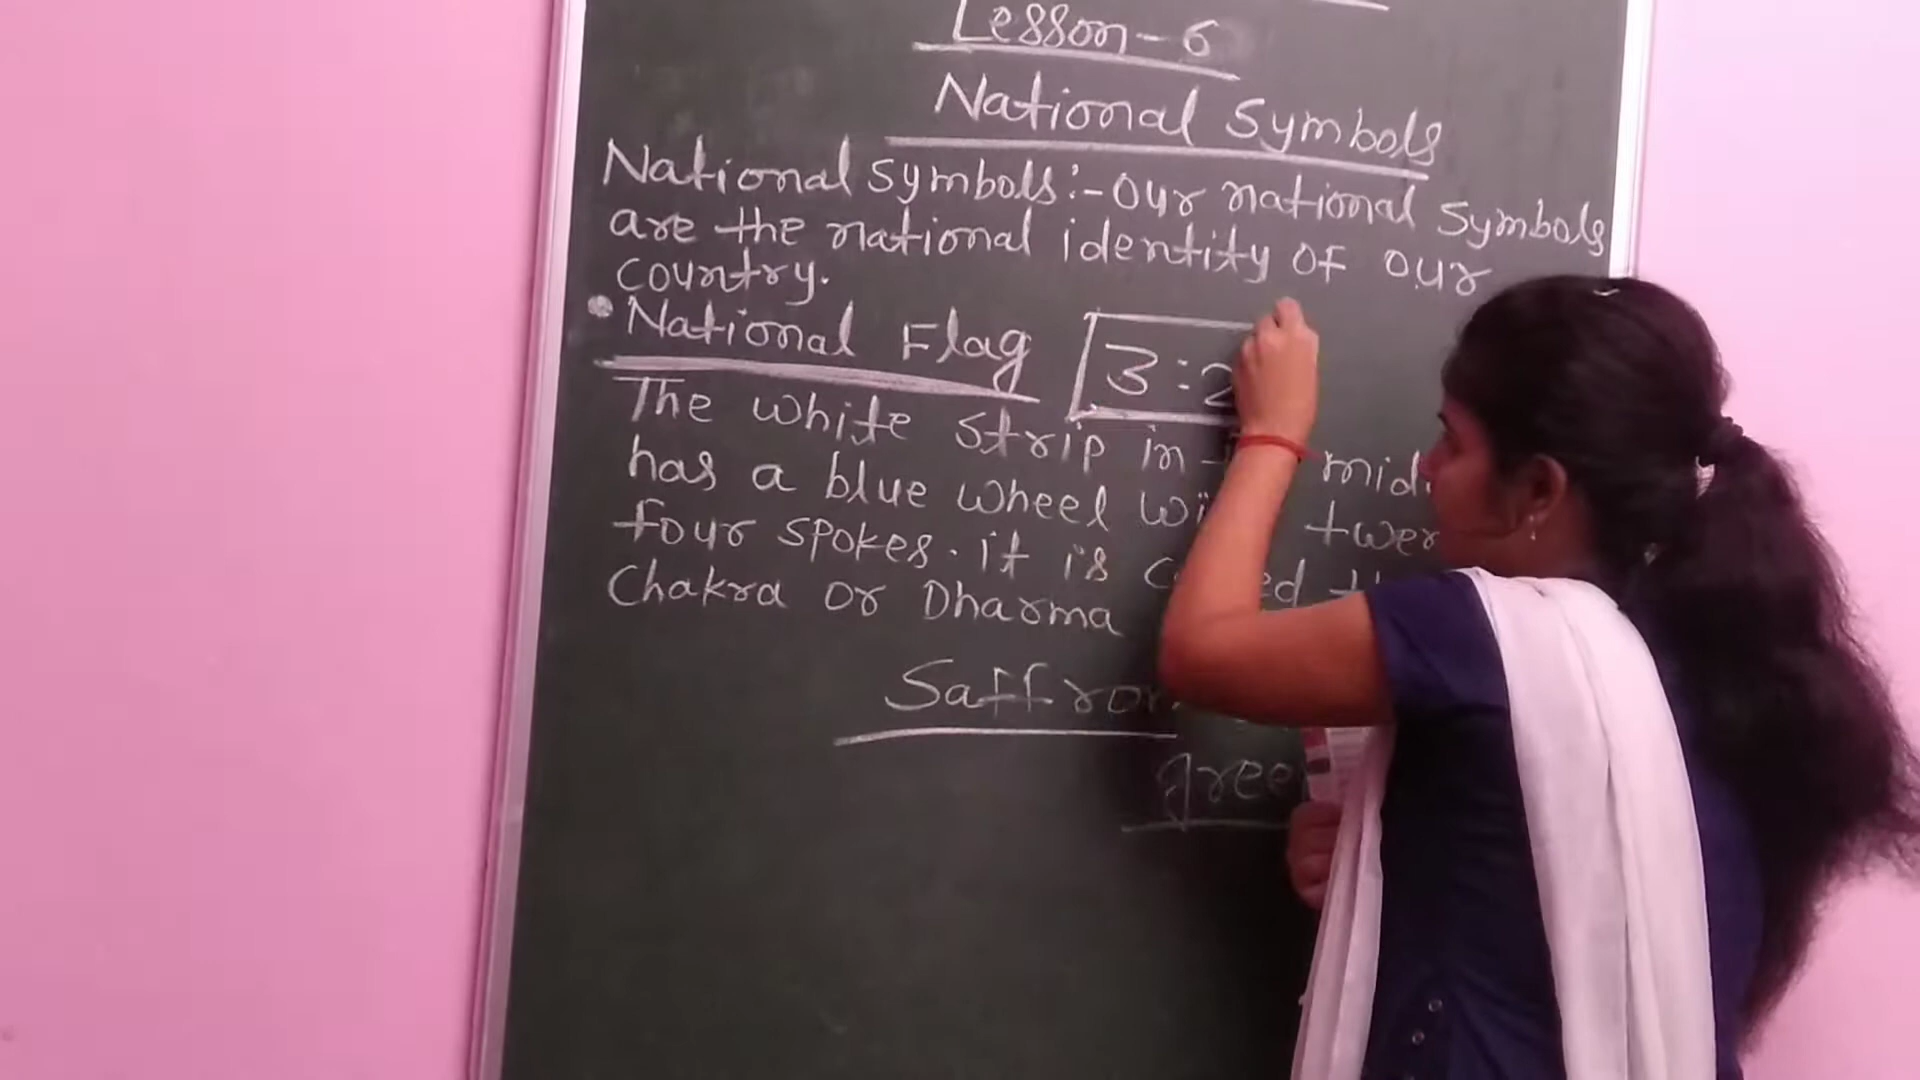 Lesson - 6
National Symbols
National symbols:- Our national symbols
are the national identity of our
country.
• National Flag 3:2
The white strip in
has a blue wheel
four spokes. it is
Chakra or Dharma
Saffron